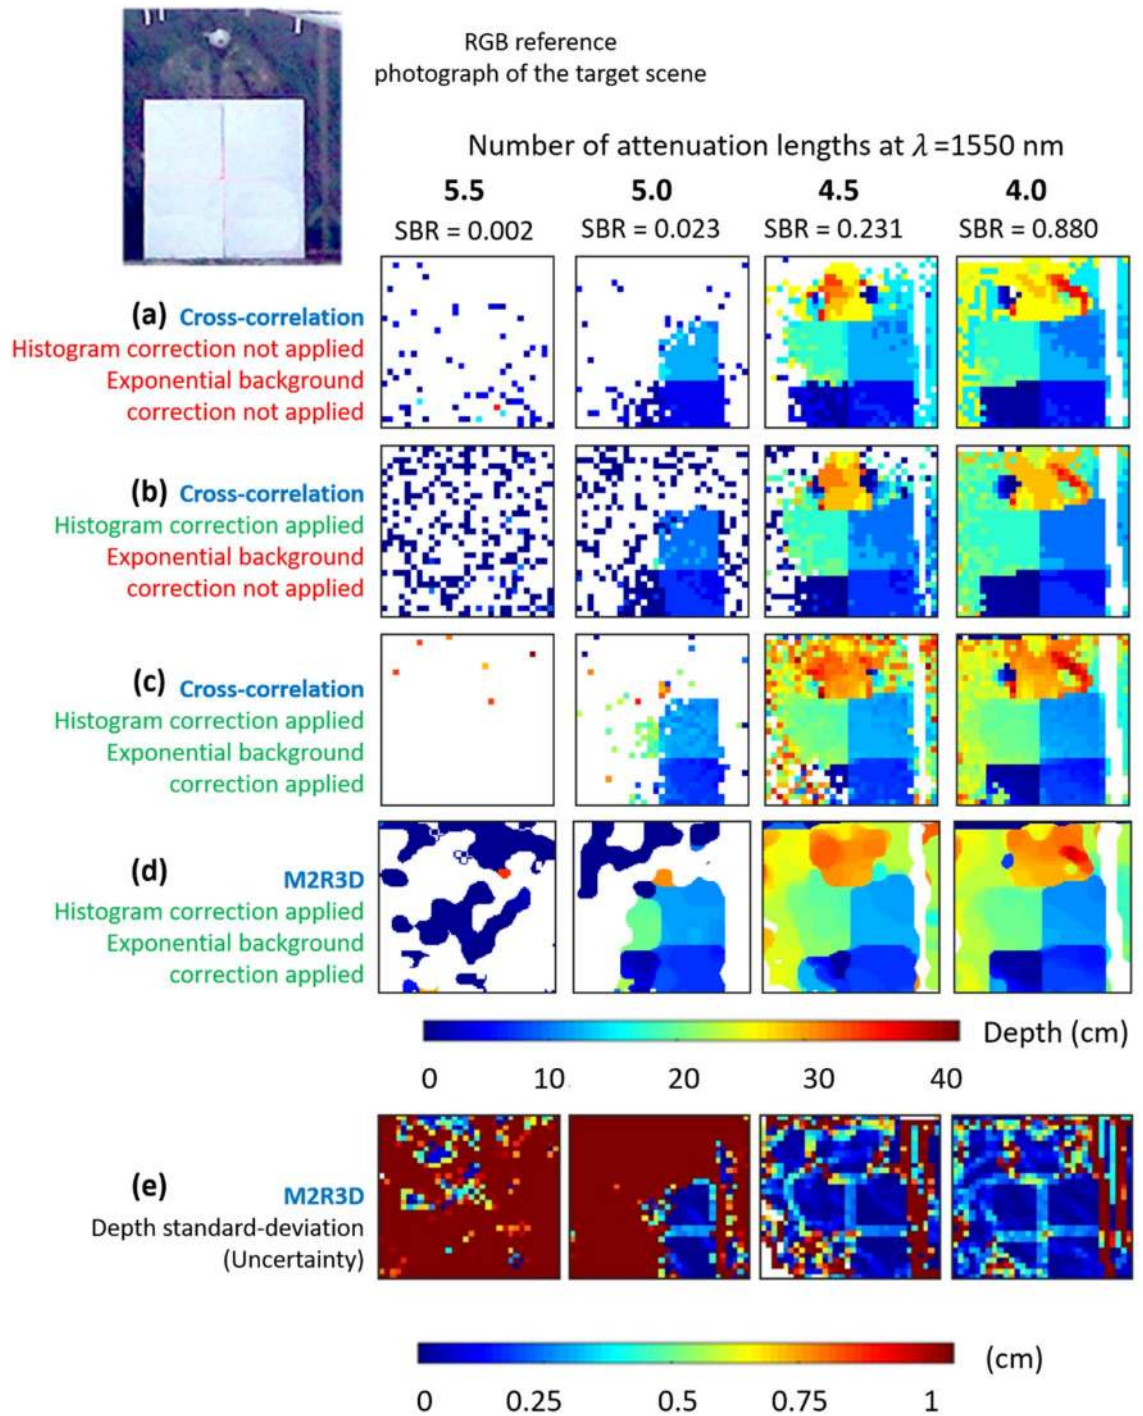 RGB reference
photograph of the target scene
Number of attenuation lengths at λ =1550 nm
5.5 5.0 4.5 4.0
SBR = 0.002 SBR = 0.023 SBR = 0.231 SBR = 0.880
(a) Cross-correlation
Histogram correction not applied
Exponential background
correction not applied
(b) Cross-correlation
Histogram correction applied
Exponential background
correction not applied
(c) Cross-correlation
Histogram correction applied
Exponential background
correction applied
(d) M2R3D
Histogram correction applied
Exponential background
correction applied
Depth (cm)
0 10 20 30 40
(e) M2R3D
Depth standard-deviation
(Uncertainty)
(cm)
0 0.25 0.5 0.75 1